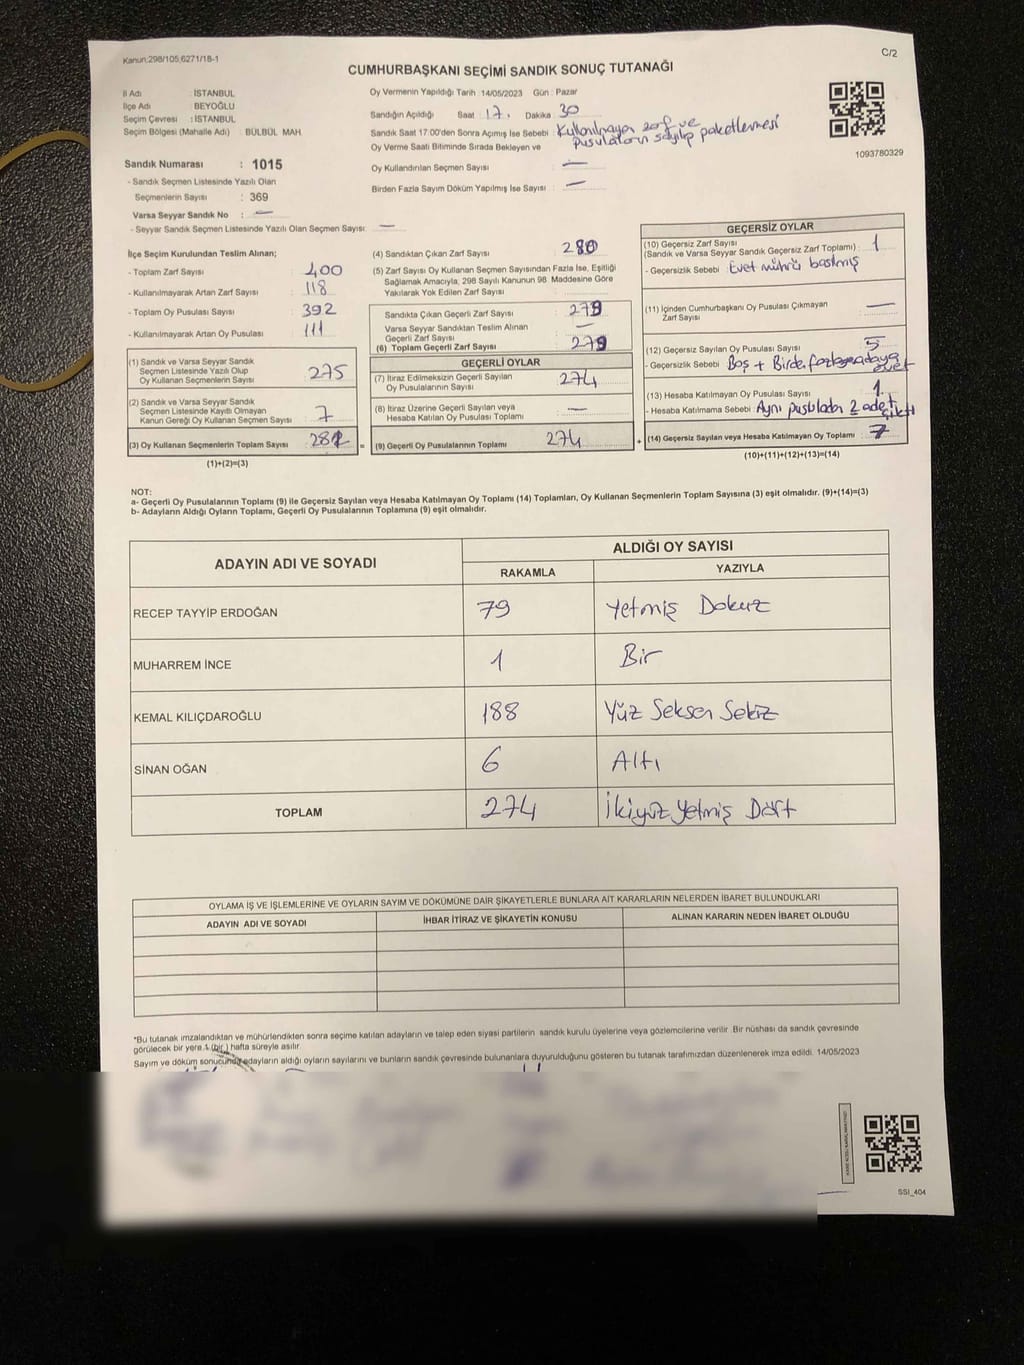 Kanun:298/105,6271/18-1
C/2
CUMHURBAŞKANI SEÇİMİ SANDIK SONUÇ TUTANAĞI
İl Adı : İSTANBUL
İlçe Adı : BEYOĞLU
Seçim Çevresi : İSTANBUL
Seçim Bölgesi (Mahalle Adı) : BÜLBÜL MAH.
Sandık Numarası : 1015
- Sandık Seçmen Listesinde Yazılı Olan
Seçmenlerin Sayısı : 369
Varsa Seyyar Sandık No : —
- Seyyar Sandık Seçmen Listesinde Yazılı Olan Seçmen Sayısı: —
Oy Vermenin Yapıldığı Tarih : 14/05/2023 Gün : Pazar
Sandığın Açıldığı Saat 17. Dakika 30
Sandık Saat 17:00'den Sonra Açımış İse Sebebi : Kullanılmayan zarf ve
pusulaların sayılıp paketlenmesi
Oy Verme Saati Bitiminde Sırada Bekleyen ve
Oy Kullandırılan Seçmen Sayısı : —
Birden Fazla Sayım Döküm Yapılmış İse Sayısı : —
1093780329
İlçe Seçim Kurulundan Teslim Alınan;
- Toplam Zarf Sayısı : 400
- Kullanılmayarak Artan Zarf Sayısı : 118
- Toplam Oy Pusulası Sayısı : 392
- Kullanılmayarak Artan Oy Pusulası : 111
(1) Sandık ve Varsa Seyyar Sandık
Seçmen Listesinde Yazılı Olup
Oy Kullanan Seçmenlerin Sayısı : 275
(2) Sandık ve Varsa Seyyar Sandık
Seçmen Listesinde Kayıtlı Olmayan
Kanun Gereği Oy Kullanan Seçmen Sayısı : 7
(3) Oy Kullanan Seçmenlerin Toplam Sayısı :
(1)+(2)=(3)
(4) Sandıktan Çıkan Zarf Sayısı : 280
(5) Zarf Sayısı Oy Kullanan Seçmen Sayısından Fazla İse, Eşitliği
Sağlamak Amacıyla; 298 Sayılı Kanunun 98. Maddesine Göre
Yakılarak Yok Edilen Zarf Sayısı :
Sandıkta Çıkan Geçerli Zarf Sayısı : 279
Varsa Seyyar Sandıktan Teslim Alınan
Geçerli Zarf Sayısı : —
(6) Toplam Geçerli Zarf Sayısı : 279
GEÇERLİ OYLAR
(7) İtiraz Edilmeksizin Geçerli Sayılan
Oy Pusulalarının Sayısı : 274
(8) İtiraz Üzerine Geçerli Sayılan veya
Hesaba Katılan Oy Pusulası Toplamı : —
= (9) Geçerli Oy Pusulalarının Toplamı : 274
GEÇERSİZ OYLAR
(10) Geçersiz Zarf Sayısı
(Sandık ve Varsa Seyyar Sandık Geçersiz Zarf Toplamı) : 1
- Geçersizlik Sebebi : Evet mührü basılmış
(11) İçinden Cumhurbaşkanı Oy Pusulası Çıkmayan
Zarf Sayısı : —
(12) Geçersiz Sayılan Oy Pusulası Sayısı : 5
- Geçersizlik Sebebi : Boş + Birden fazla adaya
evet
(13) Hesaba Katılmayan Oy Pusulası Sayısı : 1
- Hesaba Katılmama Sebebi : Aynı pusuladan 2 adet
çıktı
+ (14) Geçersiz Sayılan veya Hesaba Katılmayan Oy Toplamı : 7
(10)+(11)+(12)+(13)=(14)
NOT:
a- Geçerli Oy Pusulalarının Toplamı (9) ile Geçersiz Sayılan veya Hesaba Katılmayan Oy Toplamı (14) Toplamları, Oy Kullanan Seçmenlerin Toplam Sayısına (3) eşit olmalıdır. (9)+(14)=(3)
b- Adayların Aldığı Oyların Toplamı, Geçerli Oy Pusulalarının Toplamına (9) eşit olmalıdır.
ADAYIN ADI VE SOYADI
ALDIĞI OY SAYISI
RAKAMLA YAZIYLA
RECEP TAYYİP ERDOĞAN 79 Yetmiş Dokuz
MUHARREM İNCE 1 Bir
KEMAL KILIÇDAROĞLU 188 Yüz Seksen Sekiz
SİNAN OĞAN 6 Altı
TOPLAM 274 İkiyüz Yetmiş Dört
OYLAMA İŞ VE İŞLEMLERİNE VE OYLARIN SAYIM VE DÖKÜMÜNE DAİR ŞİKAYETLERLE BUNLARA AİT KARARLARIN NELERDEN İBARET BULUNDUKLARI
ADAYIN ADI VE SOYADI İHBAR İTİRAZ VE ŞİKAYETİN KONUSU ALINAN KARARIN NEDEN İBARET OLDUĞU
*Bu tutanak imzalandıktan ve mühürlendikten sonra seçime katılan adayların ve talep eden siyasi partilerin sandık kurulu üyelerine veya gözlemcilerine verilir. Bir nüshası da sandık çevresinde
görülecek bir yere 1 (bir ) hafta süreyle asılır.
Sayım ve döküm sonucunda adayların aldığı oyların sayılarını ve bunların sandık çevresinde bulunanlara duyurulduğunu gösteren bu tutanak tarafımızdan düzenlenerek imza edildi. 14/05/2023
SSI_404